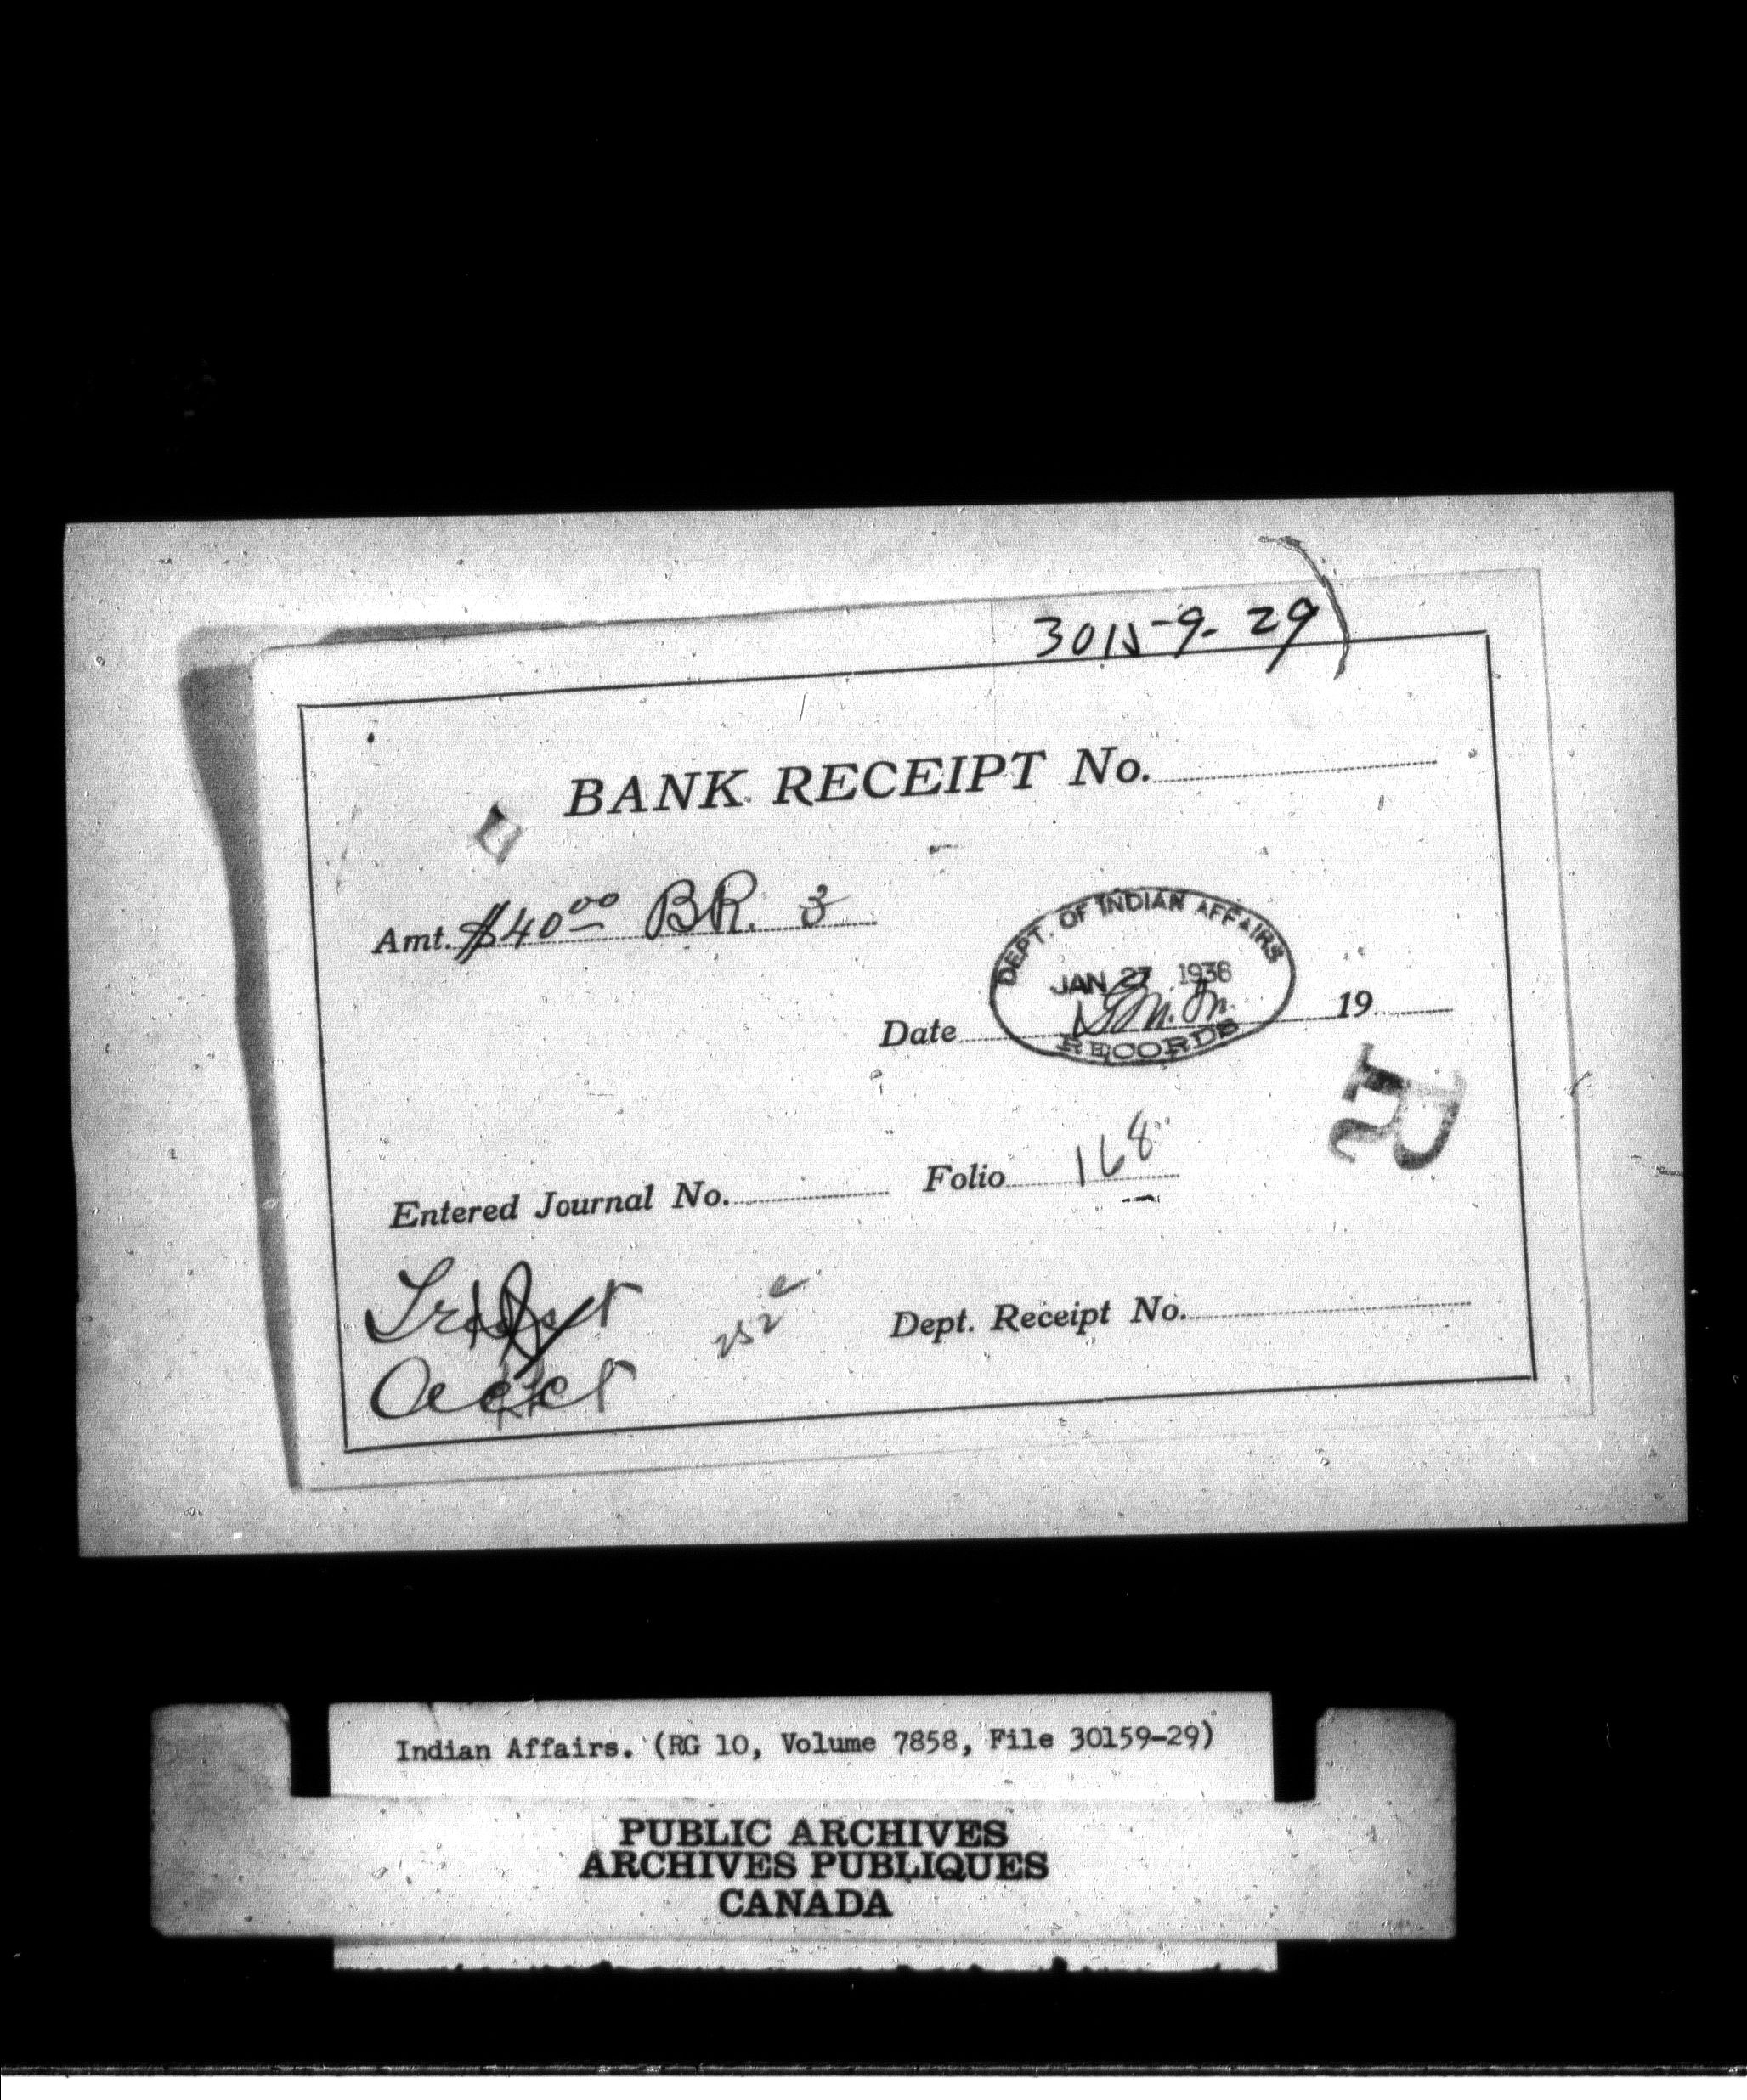 3015-9-29
BANK RECEIPT No.
Amt. $40 00 BR. 3
DEPT. OF INDIAN AFFAIRS
JAN 27 1936
RECORDS
Date 19
R
Entered Journal No. Folio 168
Trust
Acct
Dept. Receipt No.
Indian Affairs. (RG 10, Volume 7858, File 30159-29)
PUBLIC ARCHIVES
ARCHIVES PUBLIQUES
CANADA